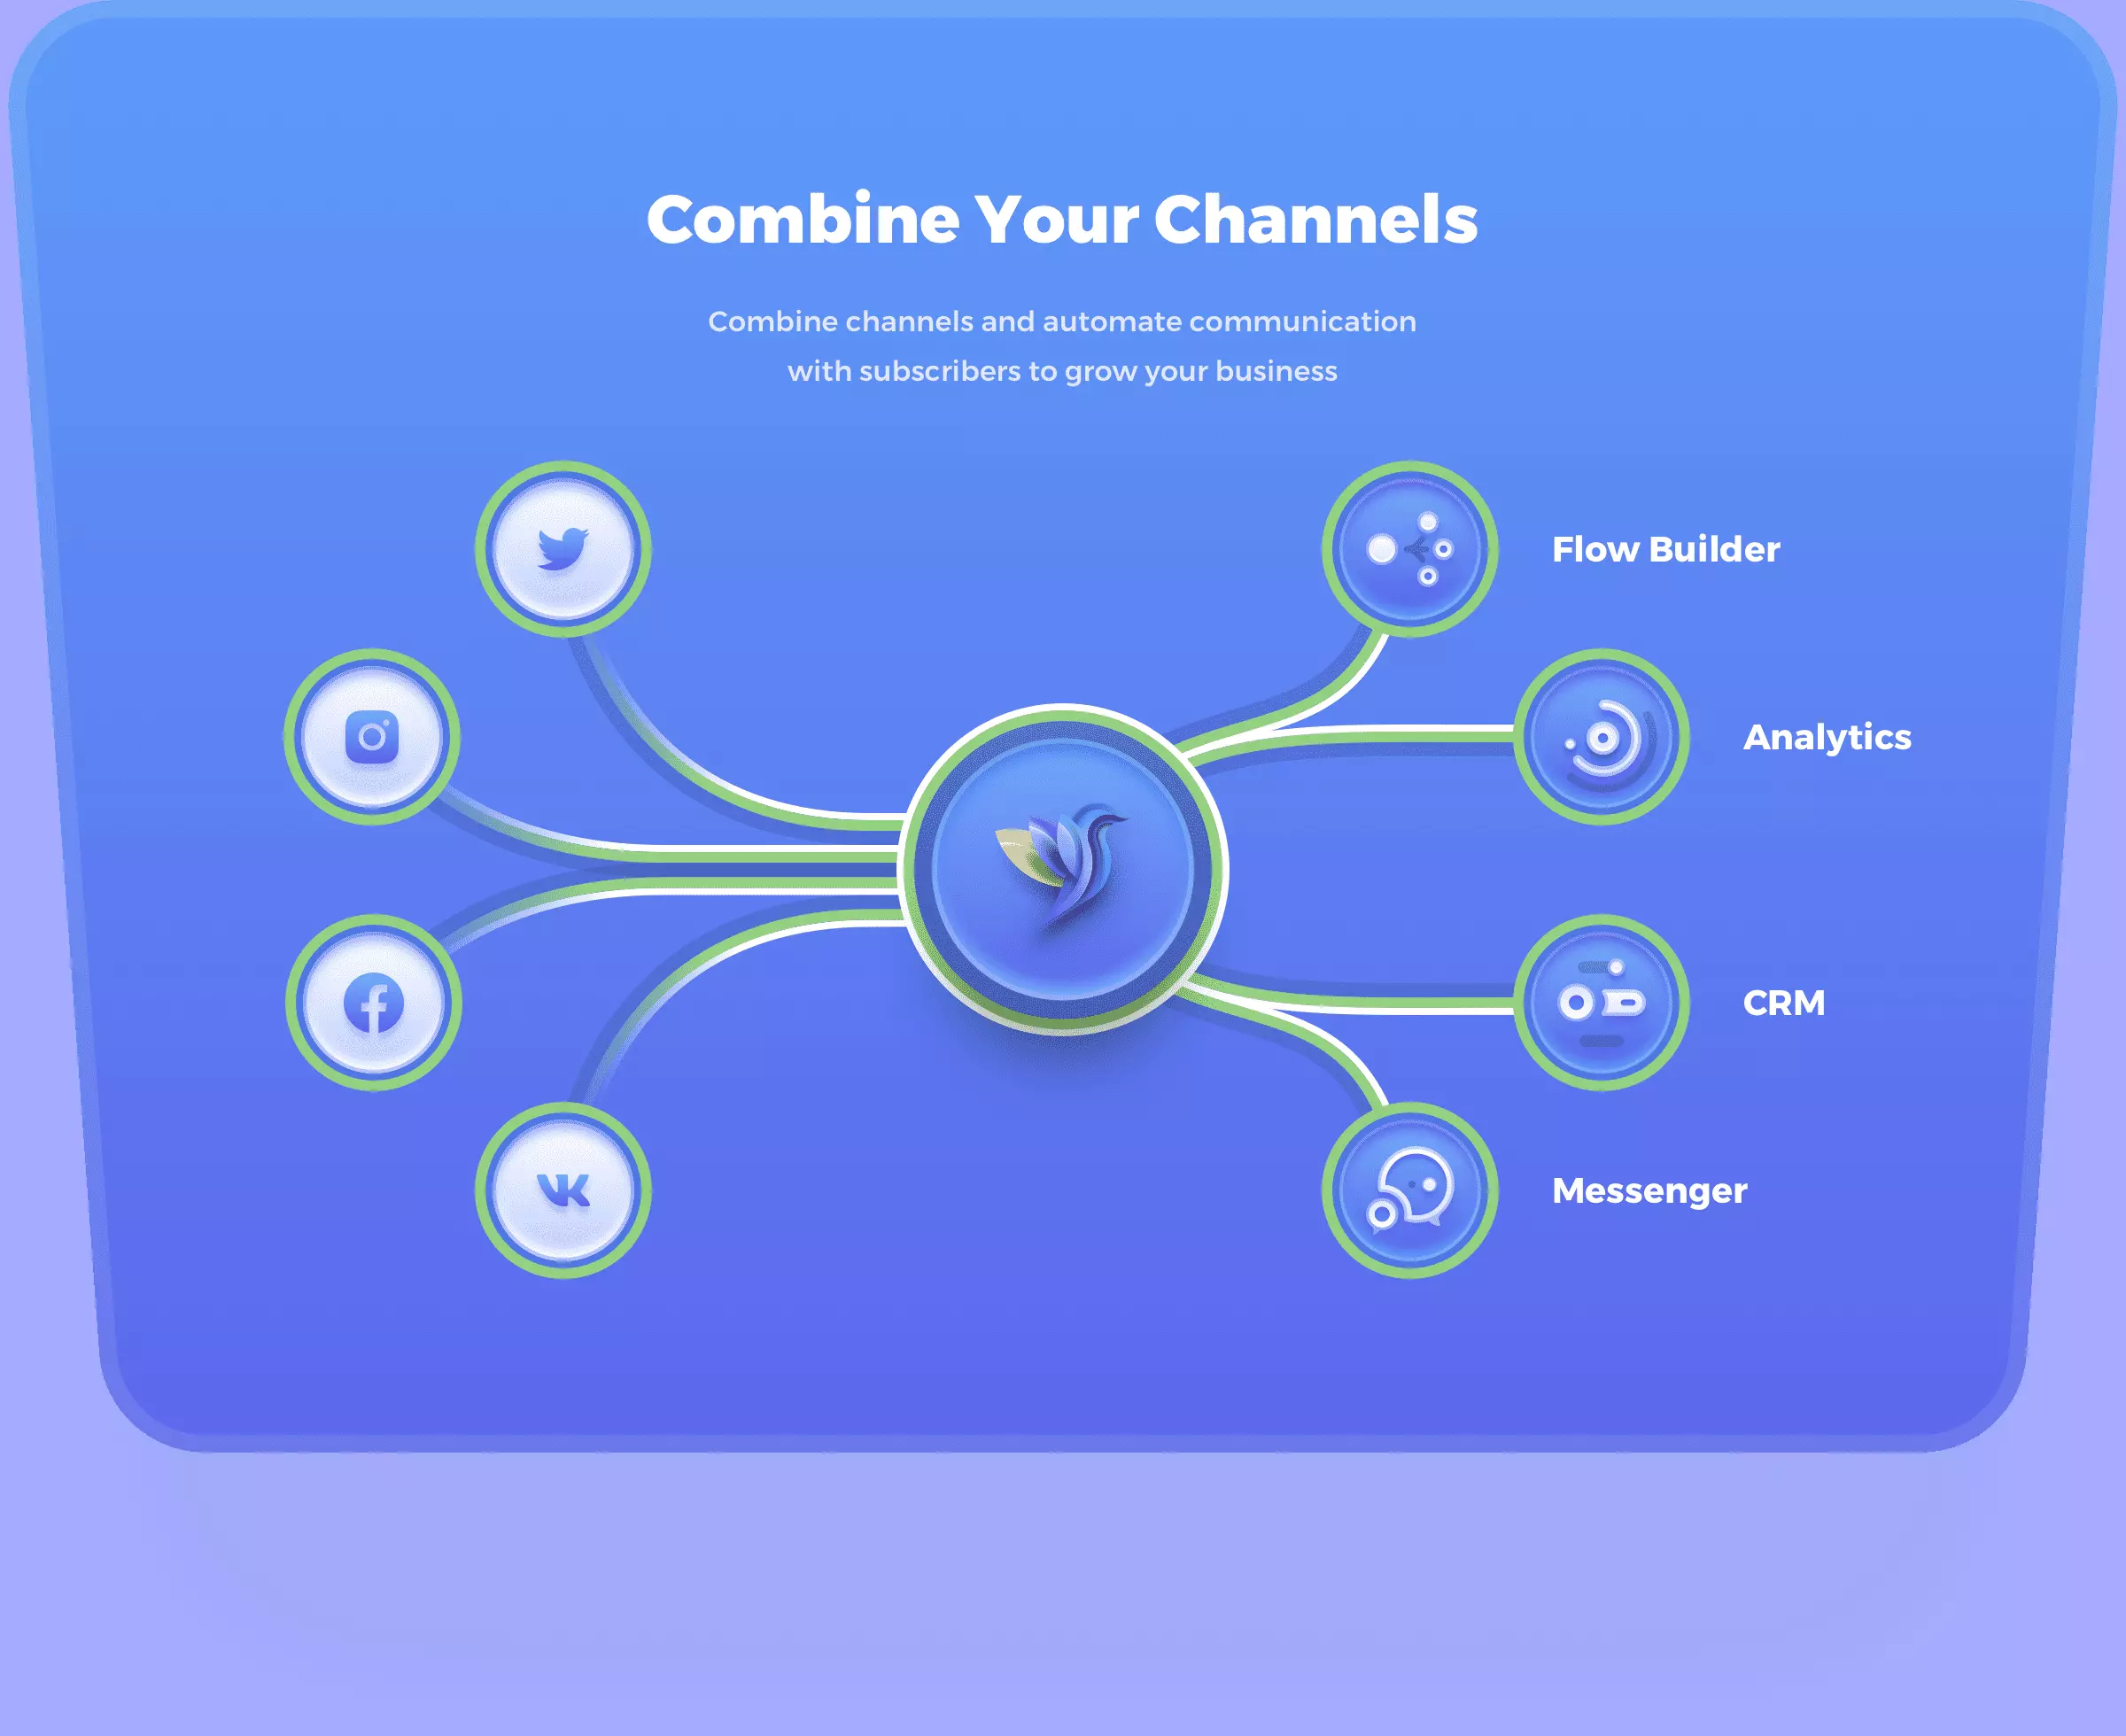 Combine Your Channels
Combine channels and automate communication
with subscribers to grow your business
Flow Builder
Analytics
CRM
Messenger